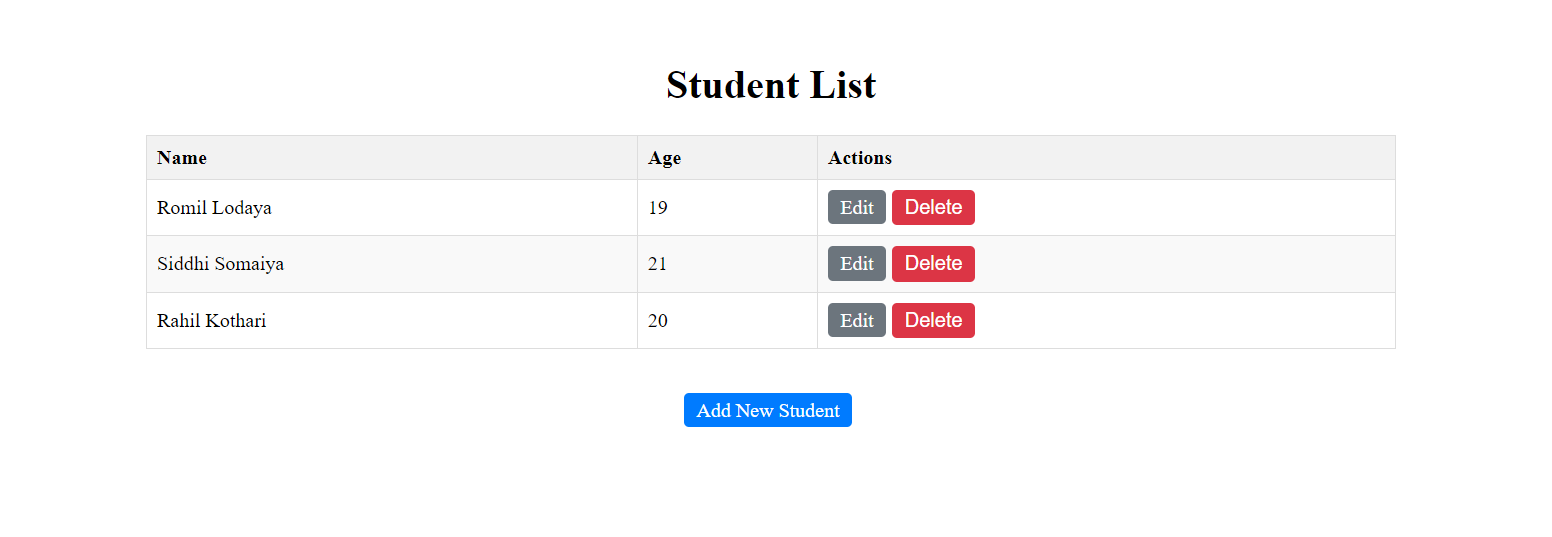 Student List
Name Age Actions
Romil Lodaya 19 Edit Delete
Siddhi Somaiya 21 Edit Delete
Rahil Kothari 20 Edit Delete
Add New Student